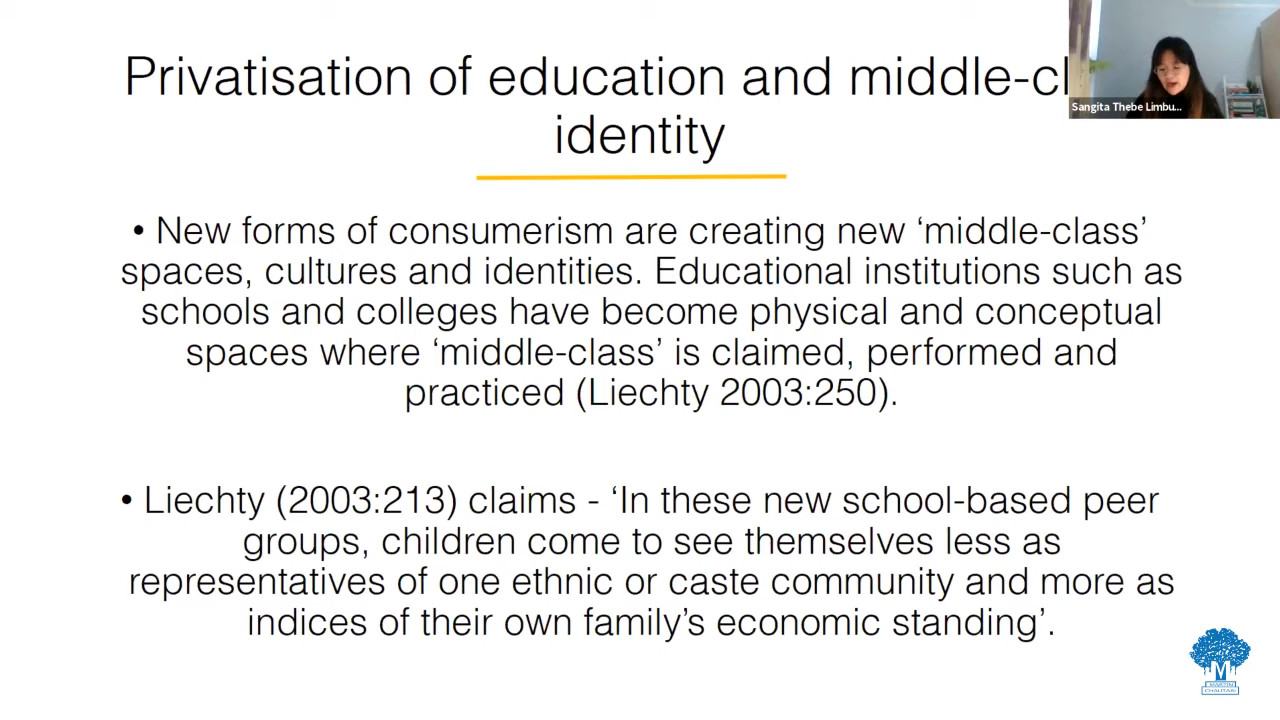 Privatisation of education and middle-cl
identity
Sangita Thebe Limbu...
• New forms of consumerism are creating new ‘middle-class’
spaces, cultures and identities. Educational institutions such as
schools and colleges have become physical and conceptual
spaces where ‘middle-class’ is claimed, performed and
practiced (Liechty 2003:250).
• Liechty (2003:213) claims - ‘In these new school-based peer
groups, children come to see themselves less as
representatives of one ethnic or caste community and more as
indices of their own family’s economic standing’.
M
MARTIN
CHAUTARI